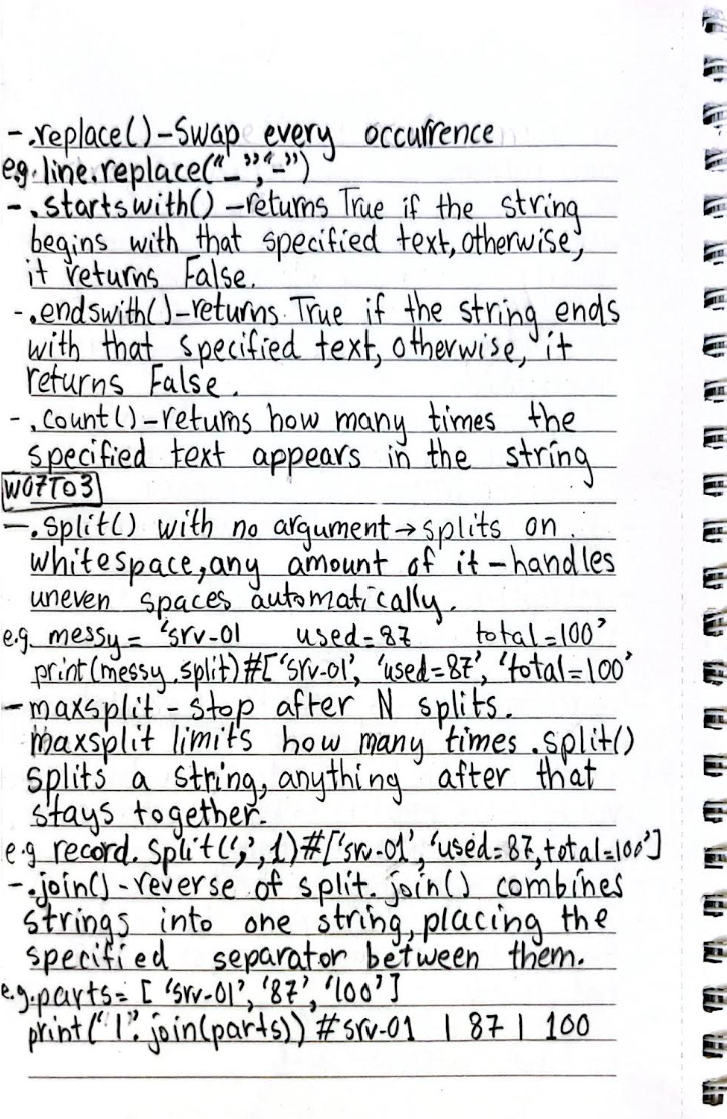 -.replace()-Swap every occurrence
e.g. line.replace("_","-")
-.startswith() -returns True if the string
begins with that specified text, otherwise,
it returns False.
-.endswith()-returns True if the string ends
with that specified text, otherwise, it
returns False.
-.count()-returns how many times the
specified text appears in the string
W07T03
-.split() with no argument → splits on
whitespace, any amount of it - handles
uneven spaces automatically.
e.g. messy = 'srv-01 used=87 total=100'
print(messy.split)#['srv-01', 'used=87', 'total=100'
- maxsplit - stop after N splits.
maxsplit limits how many times .split()
splits a string, anything after that
stays together.
e.g record.split(',',1)#['srv-01', 'used=87,total=100']
-.join()-reverse of split. join() combines
strings into one string, placing the
specified separator between them.
e.g. parts= ['srv-01', '87', '100']
print("|".join(parts)) #srv-01 | 87 | 100